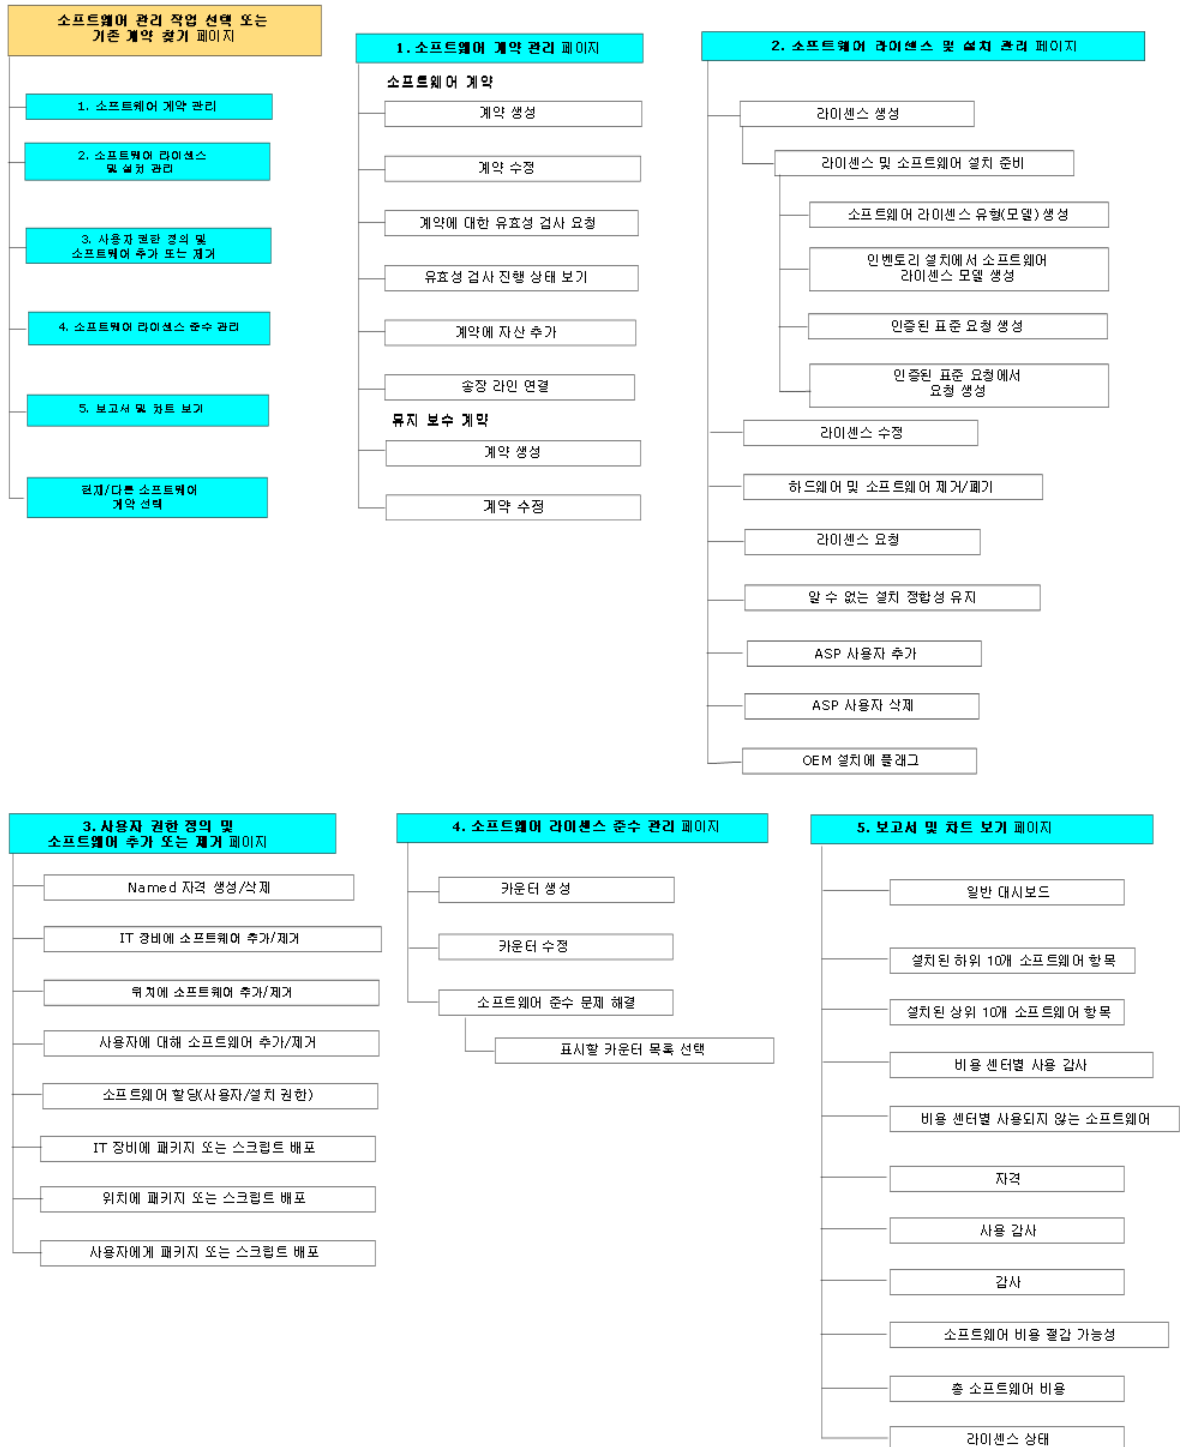 소프트웨어 관리 작업 선택 또는
기존 계약 찾기 페이지
1. 소프트웨어 계약 관리
2. 소프트웨어 라이센스
및 설치 관리
3. 사용자 권한 정의 및
소프트웨어 추가 또는 제거
4. 소프트웨어 라이센스 준수 관리
5. 보고서 및 차트 보기
현재/다른 소프트웨어
계약 선택
1. 소프트웨어 계약 관리 페이지
소프트웨어 계약
계약 생성
계약 수정
계약에 대한 유효성 검사 요청
유효성 검사 진행 상태 보기
계약에 자산 추가
송장 라인 연결
유지 보수 계약
계약 생성
계약 수정
2. 소프트웨어 라이센스 및 설치 관리 페이지
라이센스 생성
라이센스 및 소프트웨어 설치 준비
소프트웨어 라이센스 유형(모델) 생성
인벤토리 설치에서 소프트웨어
라이센스 모델 생성
인증된 표준 요청 생성
인증된 표준 요청에서
요청 생성
라이센스 수정
하드웨어 및 소프트웨어 제거/폐기
라이센스 요청
알 수 없는 설치 정합성 유지
ASP 사용자 추가
ASP 사용자 삭제
OEM 설치에 플래그
3. 사용자 권한 정의 및
소프트웨어 추가 또는 제거 페이지
Named 자격 생성/삭제
IT 장비에 소프트웨어 추가/제거
위치에 소프트웨어 추가/제거
사용자에 대해 소프트웨어 추가/제거
소프트웨어 할당(사용자/설치 권한)
IT 장비에 패키지 또는 스크립트 배포
위치에 패키지 또는 스크립트 배포
사용자에게 패키지 또는 스크립트 배포
4. 소프트웨어 라이센스 준수 관리 페이지
카운터 생성
카운터 수정
소프트웨어 준수 문제 해결
표시할 카운터 목록 선택
5. 보고서 및 차트 보기 페이지
일반 대시보드
설치된 하위 10개 소프트웨어 항목
설치된 상위 10개 소프트웨어 항목
비용 센터별 사용 감사
비용 센터별 사용되지 않는 소프트웨어
자격
사용 감사
감사
소프트웨어 비용 절감 가능성
총 소프트웨어 비용
라이센스 상태